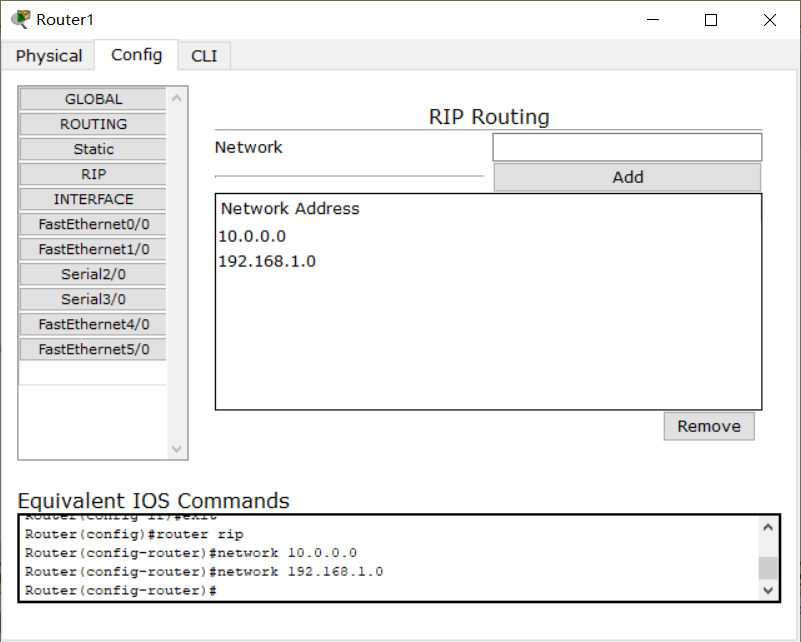 Router1
Physical Config CLI
GLOBAL
ROUTING
Static
RIP
INTERFACE
FastEthernet0/0
FastEthernet1/0
Serial2/0
Serial3/0
FastEthernet4/0
FastEthernet5/0
RIP Routing
Network
Add
Network Address
10.0.0.0
192.168.1.0
Remove
Equivalent IOS Commands
Router(config-if)#exit
Router(config)#router rip
Router(config-router)#network 10.0.0.0
Router(config-router)#network 192.168.1.0
Router(config-router)#